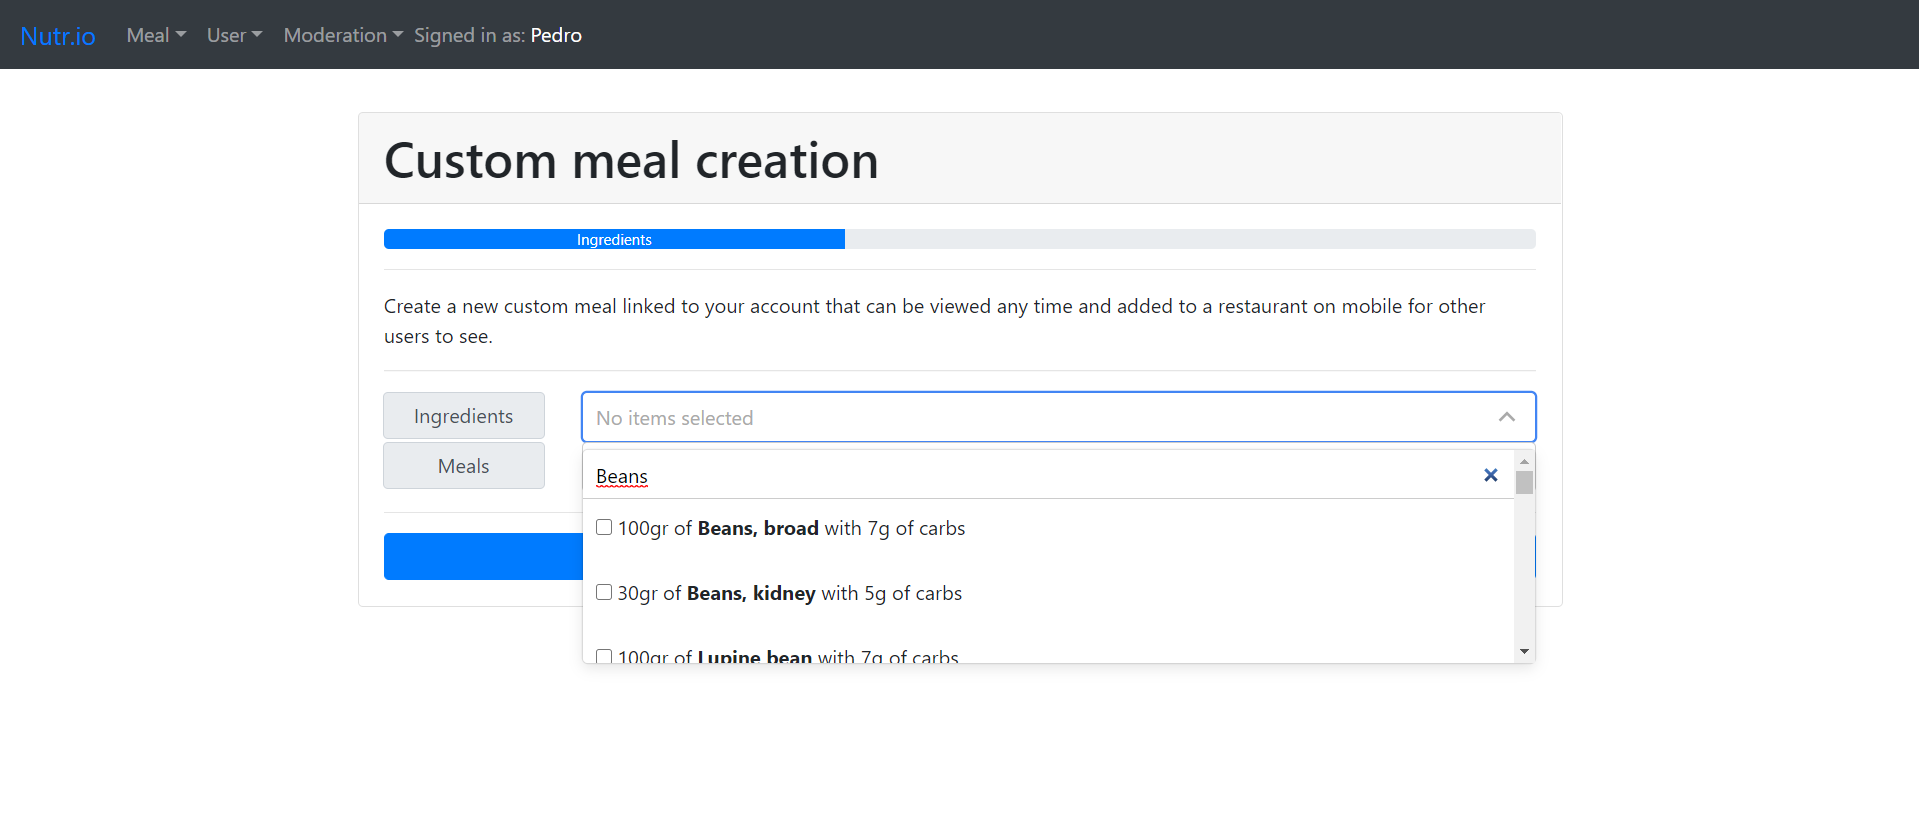 Nutr.io Meal User Moderation Signed in as: Pedro
Custom meal creation
Ingredients
Create a new custom meal linked to your account that can be viewed any time and added to a restaurant on mobile for other
users to see.
Ingredients No items selected
Meals
Beans
100gr of Beans, broad with 7g of carbs
30gr of Beans, kidney with 5g of carbs
100gr of Lupine bean with 7g of carbs